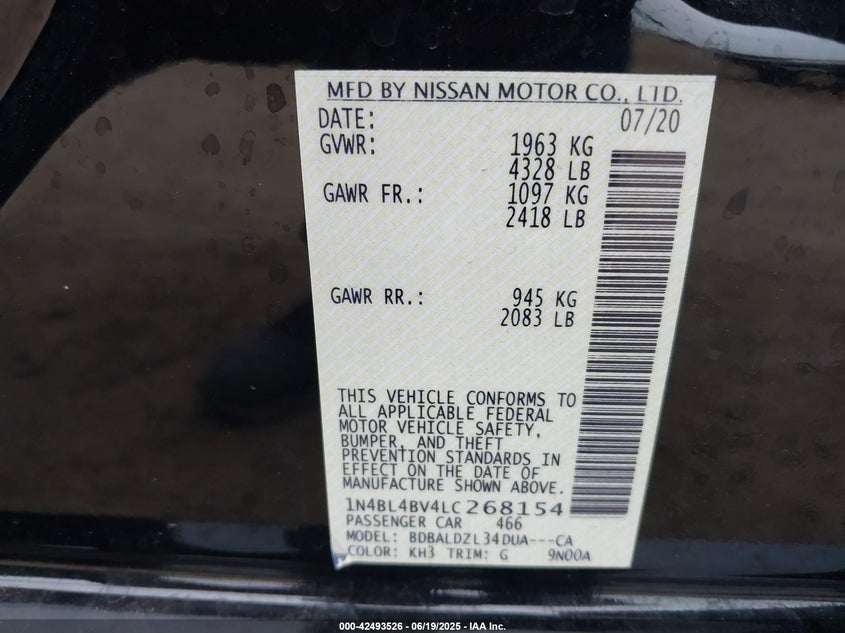 MFD BY NISSAN MOTOR CO., LTD.
DATE: 07/20
GVWR: 1963 KG
4328 LB
GAWR FR.: 1097 KG
2418 LB
GAWR RR.: 945 KG
2083 LB
THIS VEHICLE CONFORMS TO
ALL APPLICABLE FEDERAL
MOTOR VEHICLE SAFETY,
BUMPER, AND THEFT
PREVENTION STANDARDS IN
EFFECT ON THE DATE OF
MANUFACTURE SHOWN ABOVE.
1N4BL4BV4LC268154
PASSENGER CAR 466
MODEL: BDBALDZL34DUA---CA
COLOR: KH3 TRIM: G 9N00A
000-42493526 - 06/19/2025 - IAA Inc.